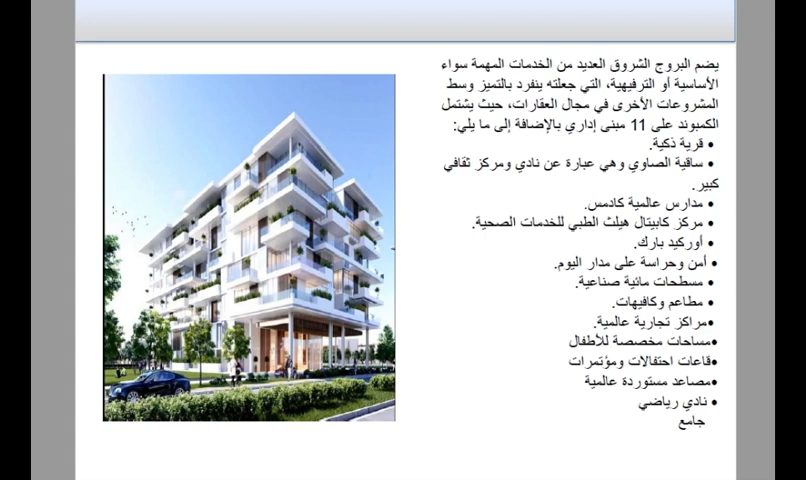 يضم البروج الشروق العديد من الخدمات المهمة سواء
الأساسية أو الترفيهية، التي جعلته ينفرد بالتميز وسط
المشروعات الأخرى في مجال العقارات، حيث يشتمل
الكمبوند على 11 مبنى إداري بالإضافة إلى ما يلي:
• قرية ذكية.
• ساقية الصاوي وهي عبارة عن نادي ومركز ثقافي
كبير.
• مدارس عالمية كادمس.
• مركز كابيتال هيلث الطبي للخدمات الصحية.
• أوركيد بارك.
• أمن وحراسة على مدار اليوم.
• مسطحات مائية صناعية.
• مطاعم وكافيهات.
•مراكز تجارية عالمية.
•مساحات مخصصة للأطفال
•قاعات احتفالات ومؤتمرات
•مصاعد مستوردة عالمية
• نادي رياضي
جامع